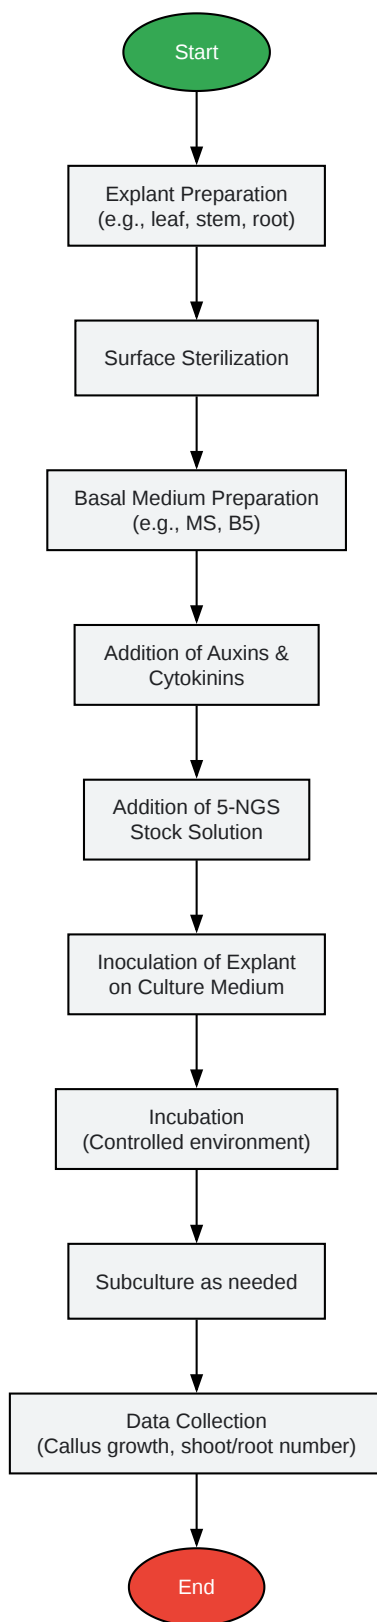 Start
Explant Preparation
(e.g., leaf, stem, root)
Surface Sterilization
Basal Medium Preparation
(e.g., MS, B5)
Addition of Auxins &
Cytokinins
Addition of 5-NGS
Stock Solution
Inoculation of Explant
on Culture Medium
Incubation
(Controlled environment)
Subculture as needed
Data Collection
(Callus growth, shoot/root number)
End